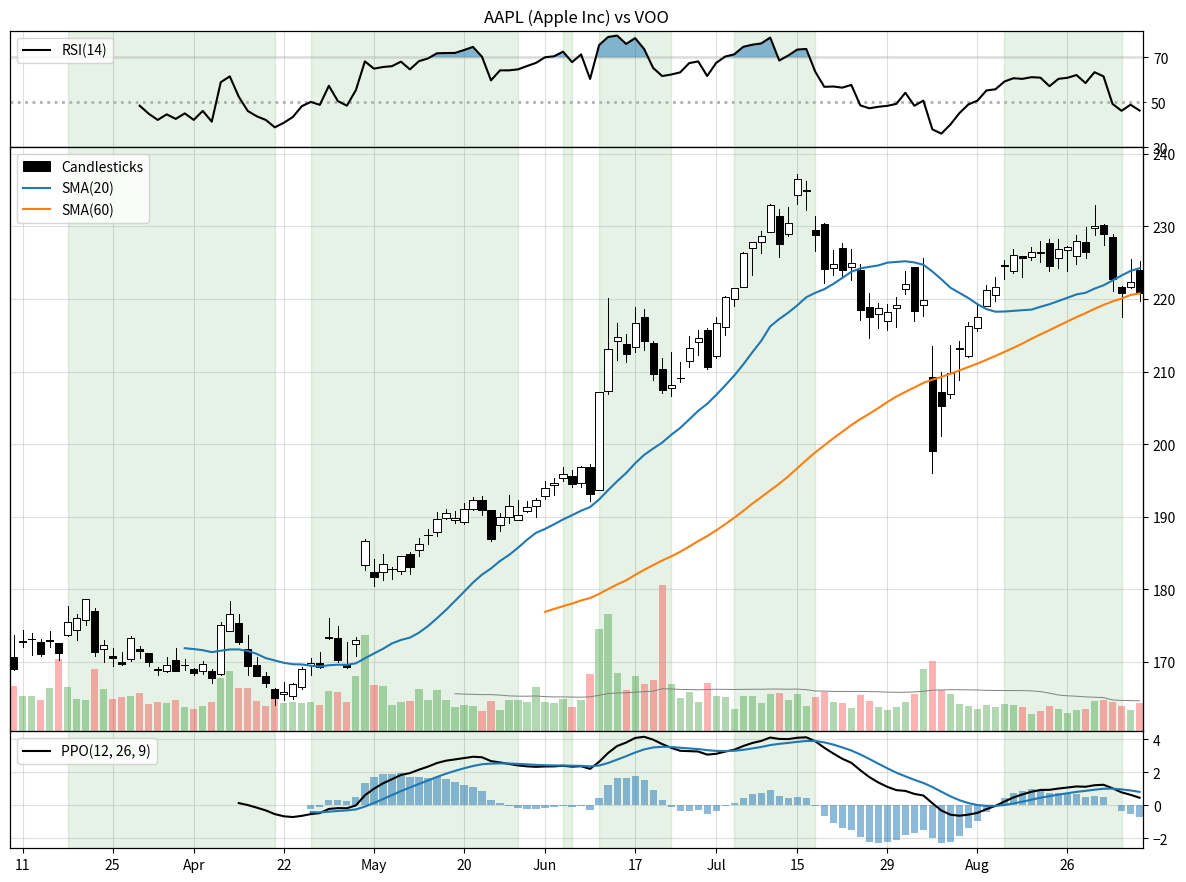 AAPL (Apple Inc) vs VOO
RSI(14)
70
50
30
Candlesticks
SMA(20)
SMA(60)
240
230
220
210
200
190
180
170
PPO(12, 26, 9)
4
2
0
−2
11 25 Apr 22 May 20 Jun 17 Jul 15 29 Aug 26